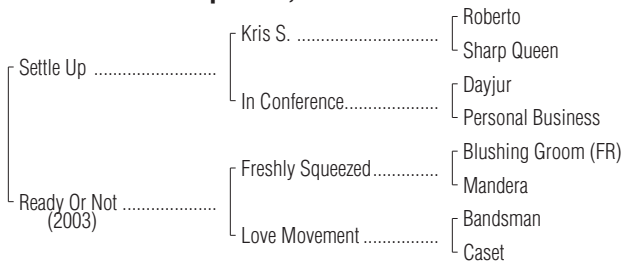 Roberto
Kris S. ................................
Sharp Queen
Settle Up ............................
Dayjur
In Conference.....................
Personal Business
Blushing Groom (FR)
Freshly Squeezed...............
Mandera
Ready Or Not .....................
(2003)
Bandsman
Love Movement .................
Caset